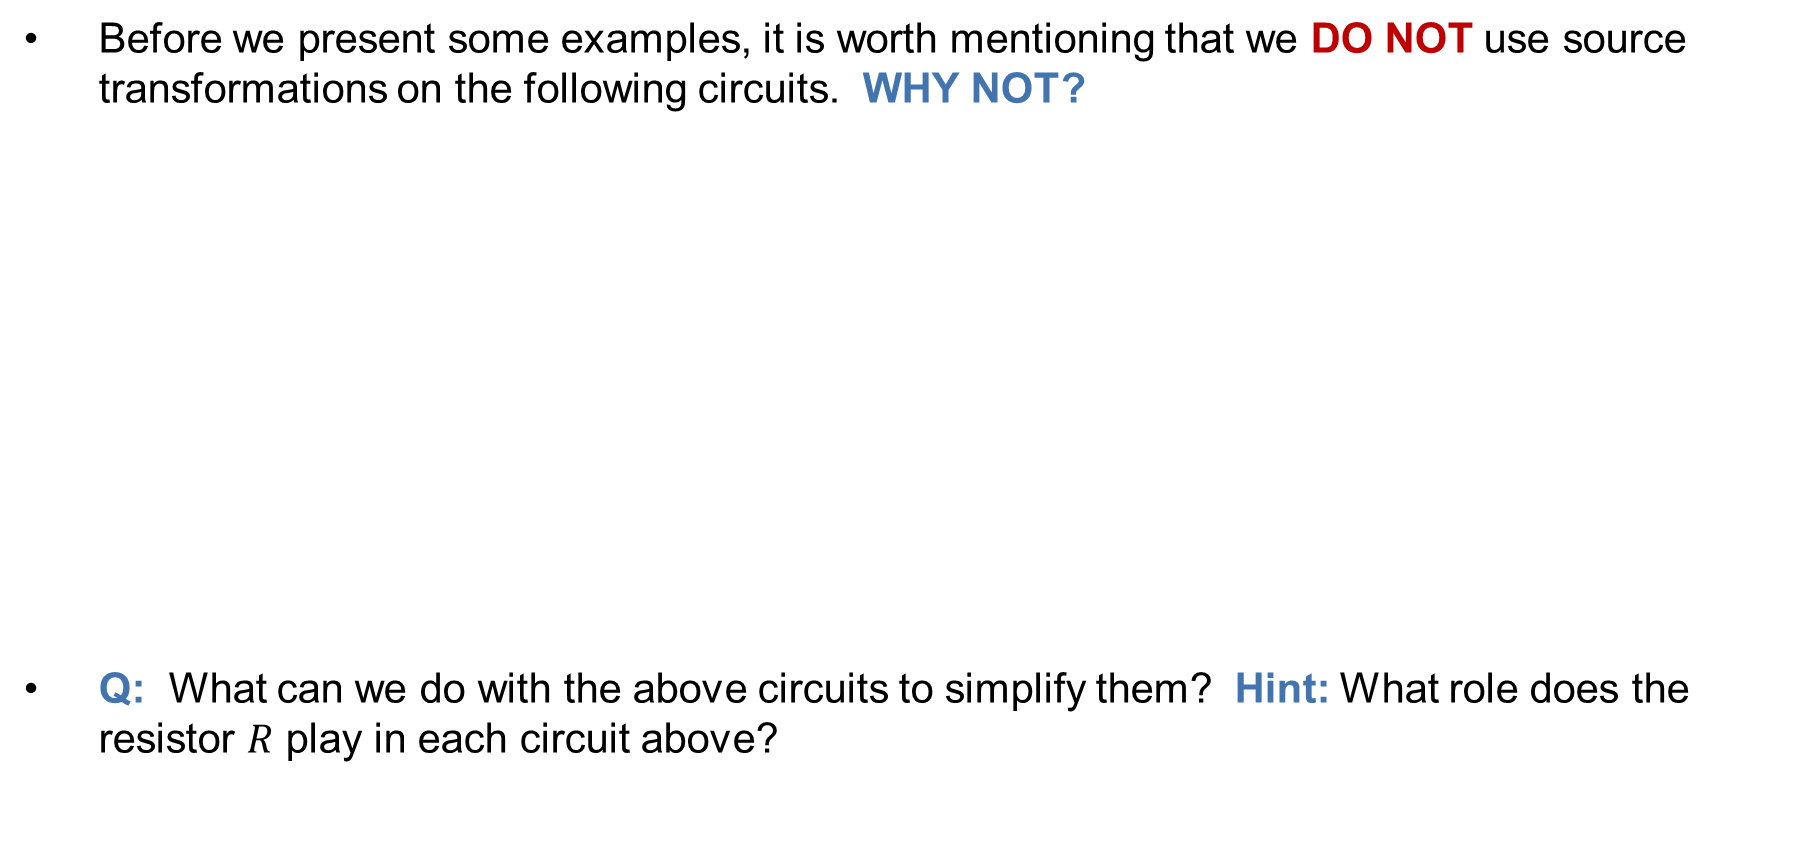 • Before we present some examples, it is worth mentioning that we DO NOT use source
transformations on the following circuits.  WHY NOT?
• Q:  What can we do with the above circuits to simplify them?  Hint: What role does the
resistor R play in each circuit above?